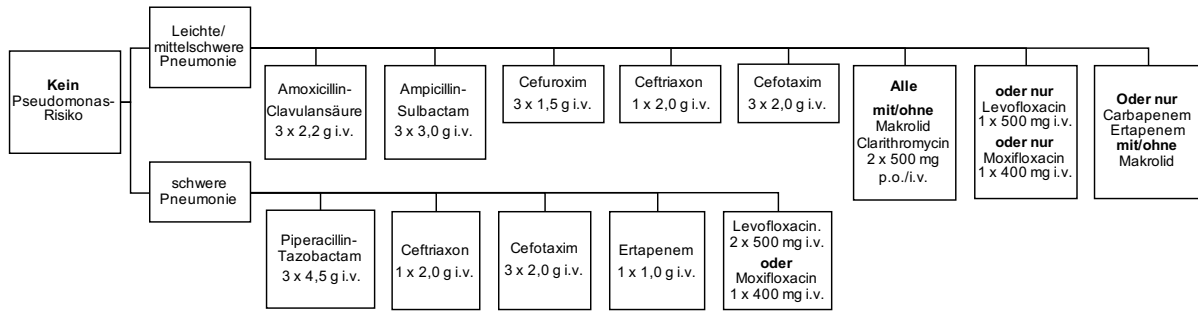 Kein
Pseudomonas-
Risiko
Leichte/
mittelschwere
Pneumonie
Amoxicillin-
Clavulansäure
3 x 2,2 g i.v.
Ampicillin-
Sulbactam
3 x 3,0 g i.v.
Cefuroxim
3 x 1,5 g i.v.
Ceftriaxon
1 x 2,0 g i.v.
Cefotaxim
3 x 2,0 g i.v.
Alle
mit/ohne
Makrolid
Clarithromycin
2 x 500 mg
p.o./i.v.
oder nur
Levofloxacin
1 x 500 mg i.v.
oder nur
Moxifloxacin
1 x 400 mg i.v.
Oder nur
Carbapenem
Ertapenem
mit/ohne
Makrolid
schwere
Pneumonie
Piperacillin-
Tazobactam
3 x 4,5 g i.v.
Ceftriaxon
1 x 2,0 g i.v.
Cefotaxim
3 x 2,0 g i.v.
Ertapenem
1 x 1,0 g i.v.
Levofloxacin.
2 x 500 mg i.v.
oder
Moxifloxacin
1 x 400 mg i.v.